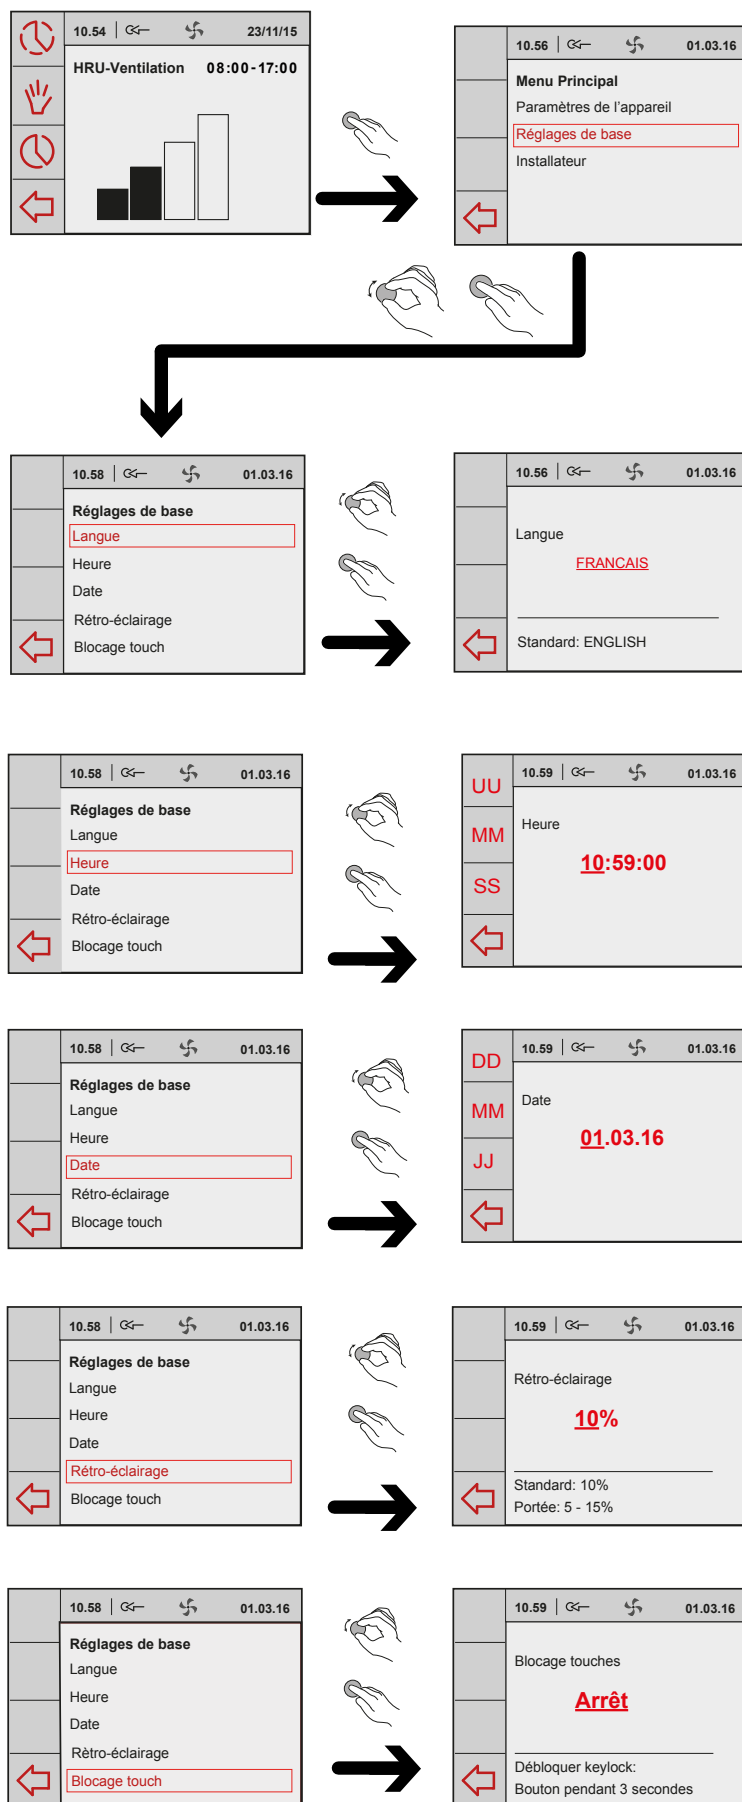 10.54
23/11/15
HRU-Ventilation 08:00-17:00
10.56
01.03.16
Menu Principal
Paramètres de l'appareil
Réglages de base
Installateur
10.58
01.03.16
Réglages de base
Langue
Heure
Date
Rétro-éclairage
Blocage touch
10.56
01.03.16
Langue
FRANCAIS
Standard: ENGLISH
10.58
01.03.16
Réglages de base
Langue
Heure
Date
Rétro-éclairage
Blocage touch
UU
MM
SS
10.59
01.03.16
Heure
10:59:00
10.58
01.03.16
Réglages de base
Langue
Heure
Date
Rétro-éclairage
Blocage touch
DD
MM
JJ
10.59
01.03.16
Date
01.03.16
10.58
01.03.16
Réglages de base
Langue
Heure
Date
Rétro-éclairage
Blocage touch
10.59
01.03.16
Rétro-éclairage
10%
Standard: 10%
Portée: 5 - 15%
10.58
01.03.16
Réglages de base
Langue
Heure
Date
Rètro-éclairage
Blocage touch
10.59
01.03.16
Blocage touches
Arrêt
Débloquer keylock:
Bouton pendant 3 secondes